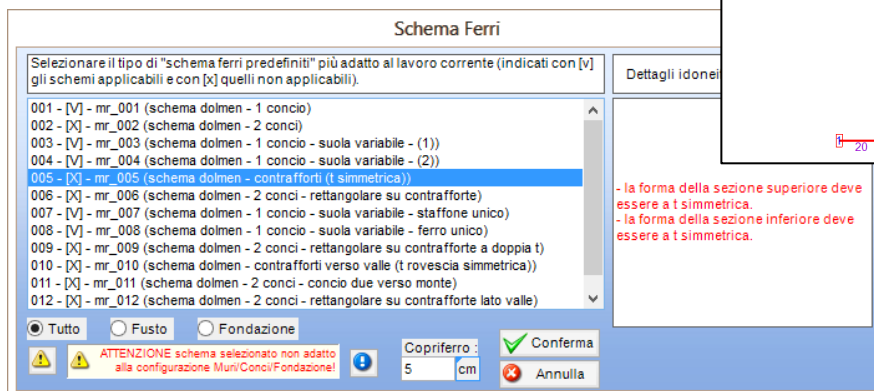 Schema Ferri
Selezionare il tipo di "schema ferri predefiniti" più adatto al lavoro corrente (indicati con [v]
gli schemi applicabili e con [x] quelli non applicabili).
001 - [V] - mr_001 (schema dolmen - 1 concio)
002 - [X] - mr_002 (schema dolmen - 2 conci)
003 - [V] - mr_003 (schema dolmen - 1 concio - suola variabile - (1))
004 - [V] - mr_004 (schema dolmen - 1 concio - suola variabile - (2))
005 - [X] - mr_005 (schema dolmen - contrafforti (t simmetrica))
006 - [X] - mr_006 (schema dolmen - 2 conci - rettangolare su contrafforte)
007 - [V] - mr_007 (schema dolmen - 1 concio - suola variabile - staffone unico)
008 - [V] - mr_008 (schema dolmen - 1 concio - suola variabile - ferro unico)
009 - [X] - mr_009 (schema dolmen - 2 conci - rettangolare su contrafforte a doppia t)
010 - [X] - mr_010 (schema dolmen - contrafforti verso valle (t rovescia simmetrica))
011 - [X] - mr_011 (schema dolmen - 2 conci - concio due verso monte)
012 - [X] - mr_012 (schema dolmen - 2 conci - rettangolare su contrafforte lato valle)
Tutto
Fusto
Fondazione
ATTENZIONE schema selezionato non adatto
alla configurazione Muri/Conci/Fondazione!
Copriferro :
5
cm
Conferma
Annulla
Dettagli
- la forma della sezione superiore deve
essere a t simmetrica.
- la forma della sezione inferiore deve
essere a t simmetrica.
20